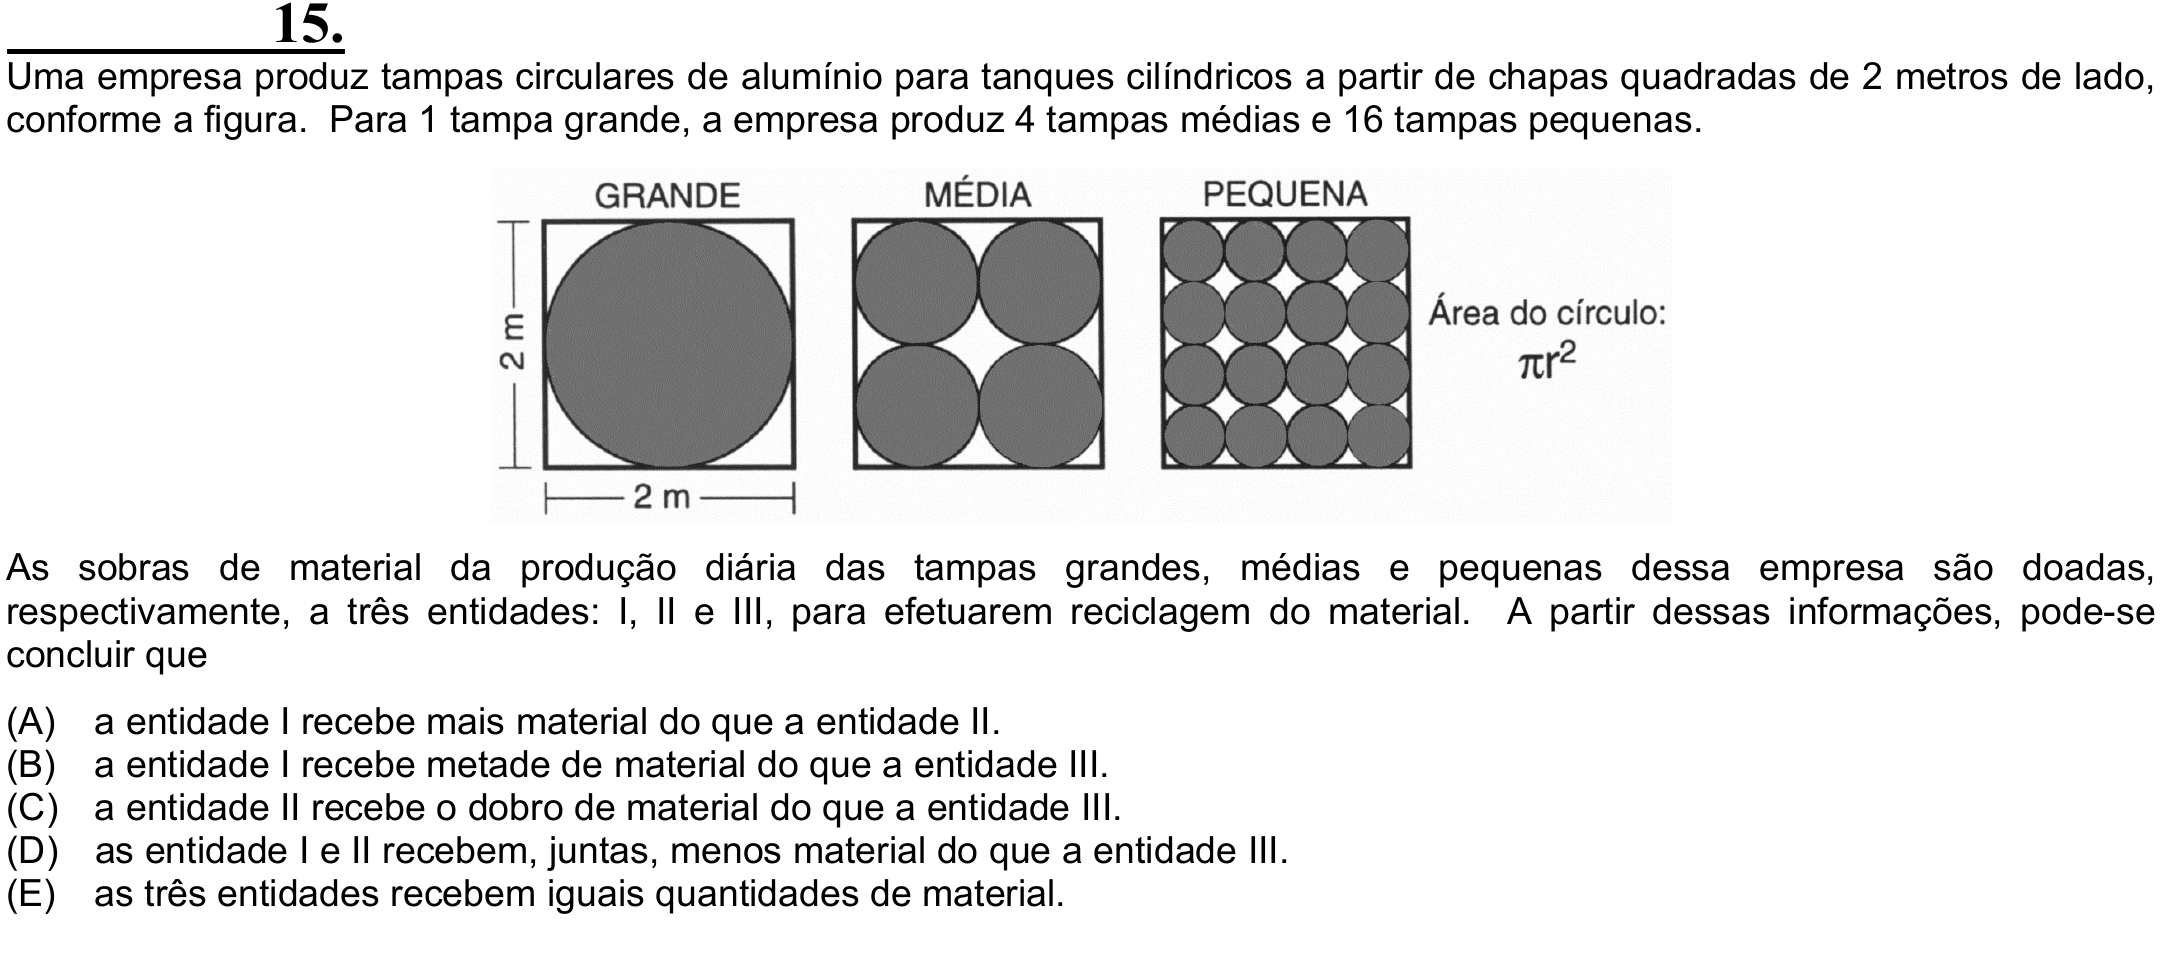 15.
Uma empresa produz tampas circulares de alumínio para tanques cilíndricos a partir de chapas quadradas de 2 metros de lado,
conforme a figura. Para 1 tampa grande, a empresa produz 4 tampas médias e 16 tampas pequenas.
GRANDE MÉDIA PEQUENA
2 m
Área do círculo:
πr²
2 m
As sobras de material da produção diária das tampas grandes, médias e pequenas dessa empresa são doadas,
respectivamente, a três entidades: I, II e III, para efetuarem reciclagem do material. A partir dessas informações, pode-se
concluir que
(A) a entidade I recebe mais material do que a entidade II.
(B) a entidade I recebe metade de material do que a entidade III.
(C) a entidade II recebe o dobro de material do que a entidade III.
(D) as entidade I e II recebem, juntas, menos material do que a entidade III.
(E) as três entidades recebem iguais quantidades de material.